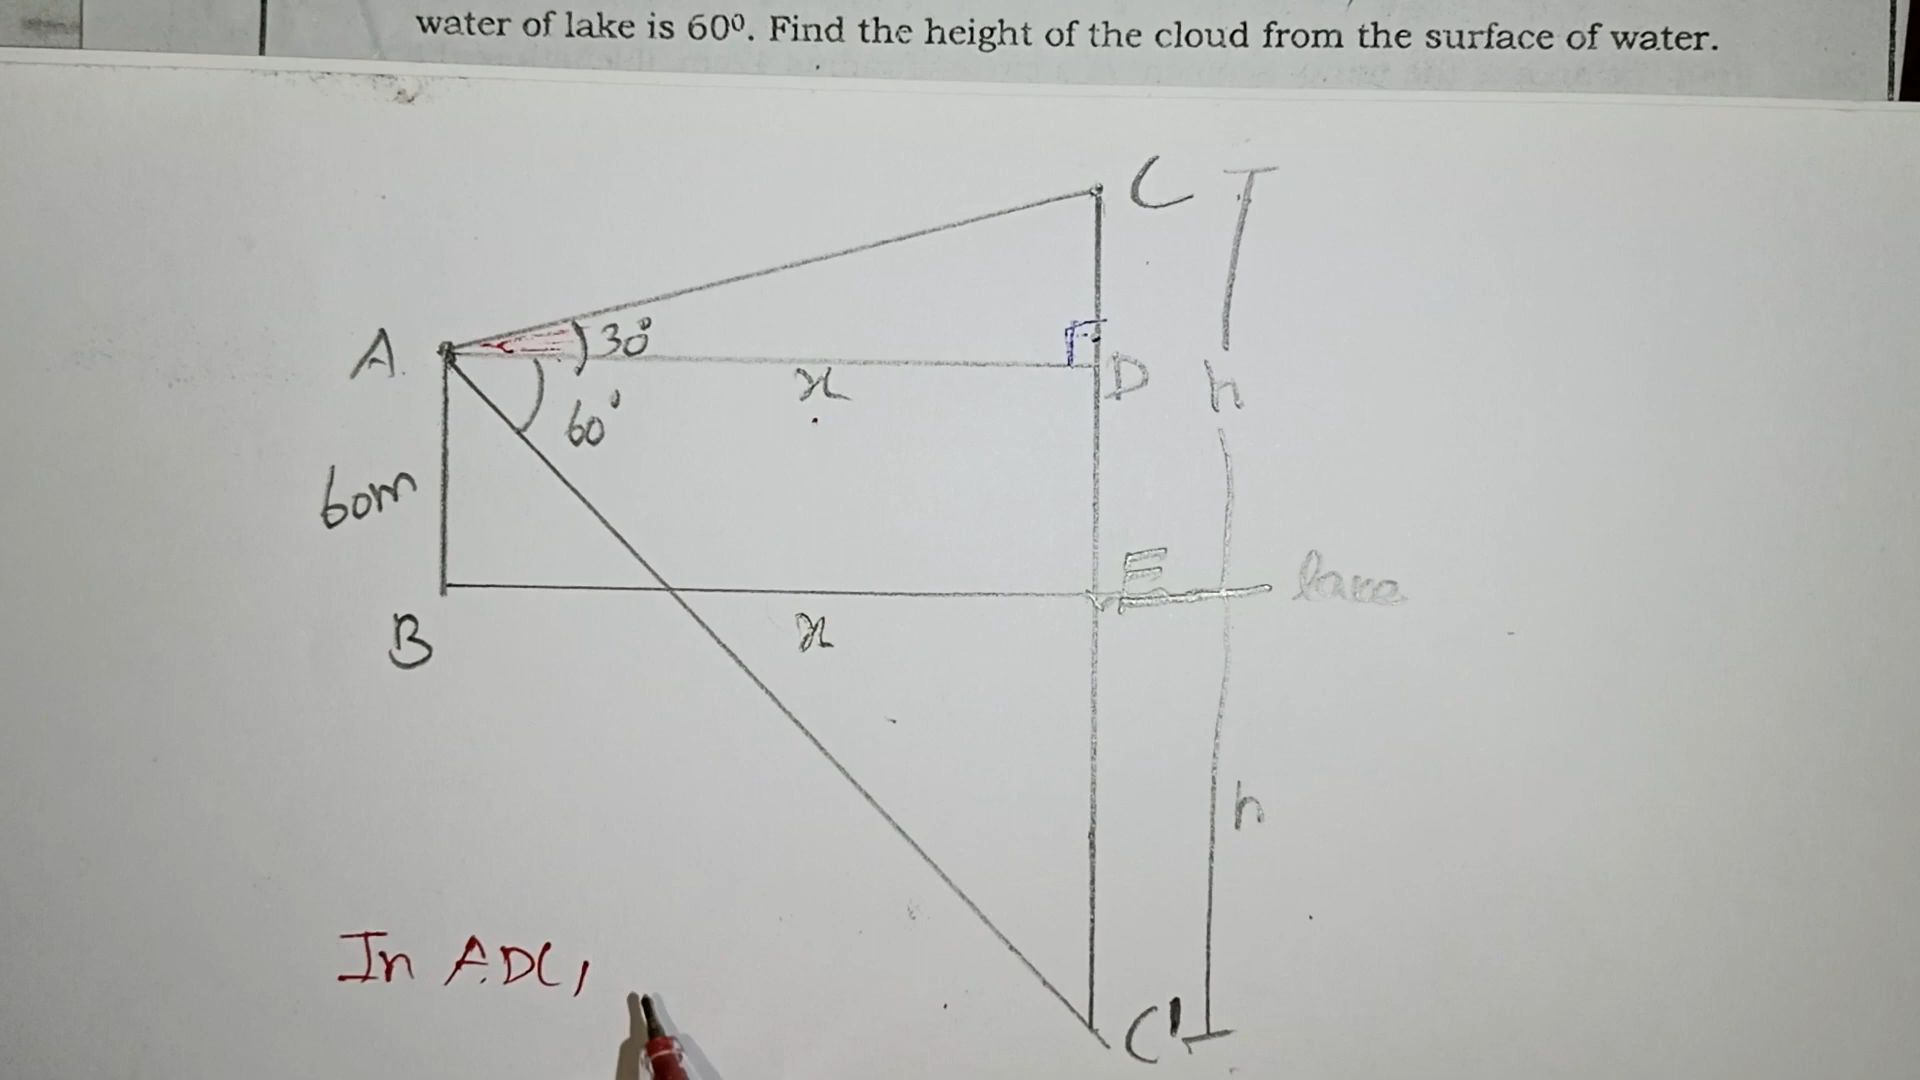 water of lake is 60⁰. Find the height of the cloud from the surface of water.
C
A.
30°
x
D
h
60°
60m
E
lake
B
x
h
In ADC,
C'